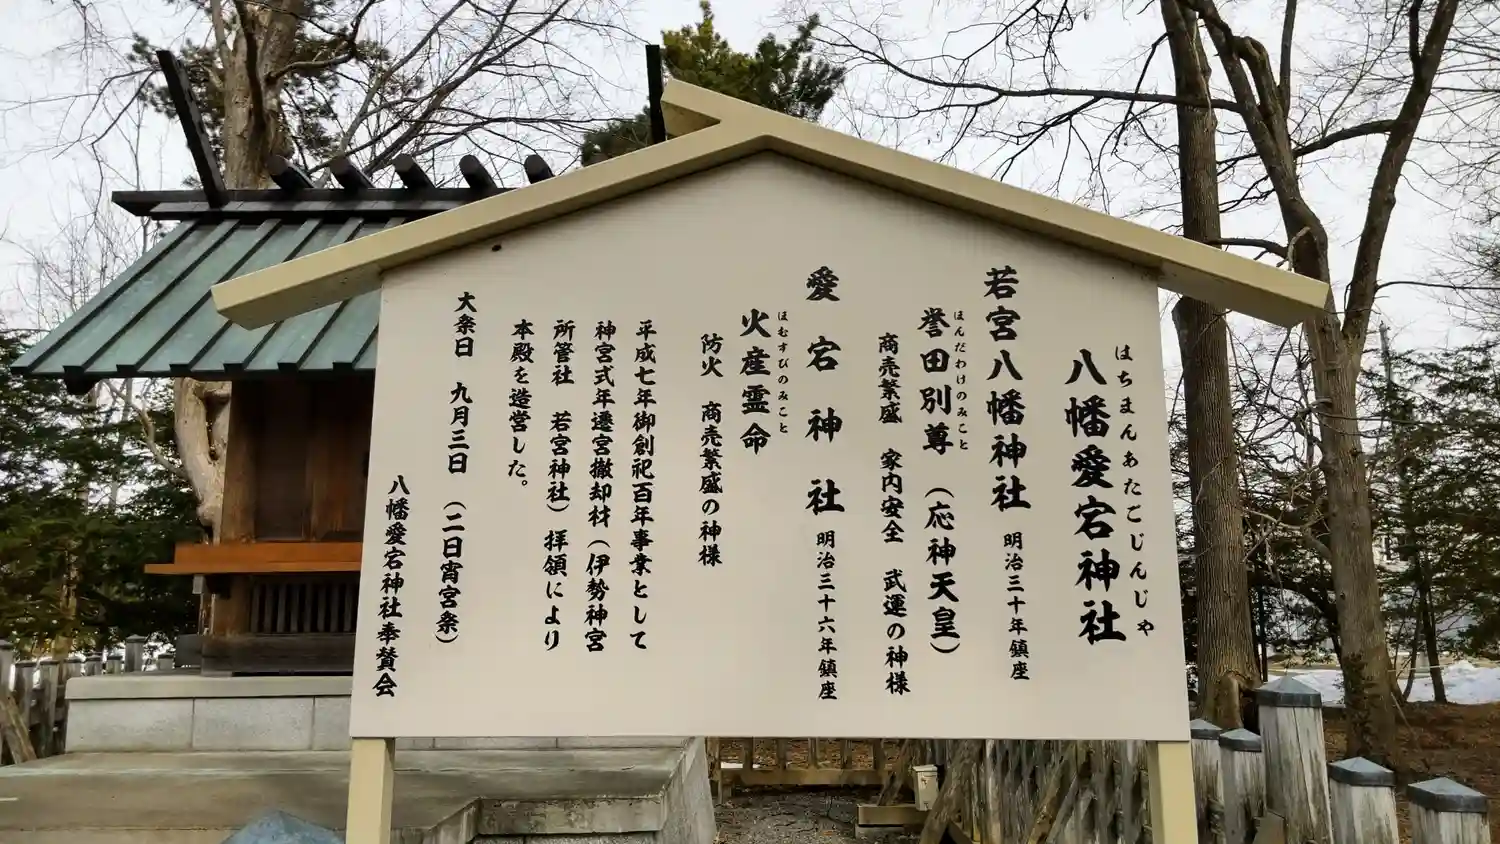 はちまんあたごじんじゃ
八幡愛宕神社
若宮八幡神社 明治三十年鎮座
ほんだわけのみこと
誉田別尊（応神天皇）
商売繁盛 家内安全 武運の神様
愛宕神社 明治三十六年鎮座
ほむすびのみこと
火産霊命
防火 商売繁盛の神様
平成七年御創祀百年事業として
神宮式年遷宮撤却材（伊勢神宮
所管社 若宮神社）拝領により
本殿を造営した。
大祭日 九月三日（二日宵宮祭）
八幡愛宕神社奉賛会